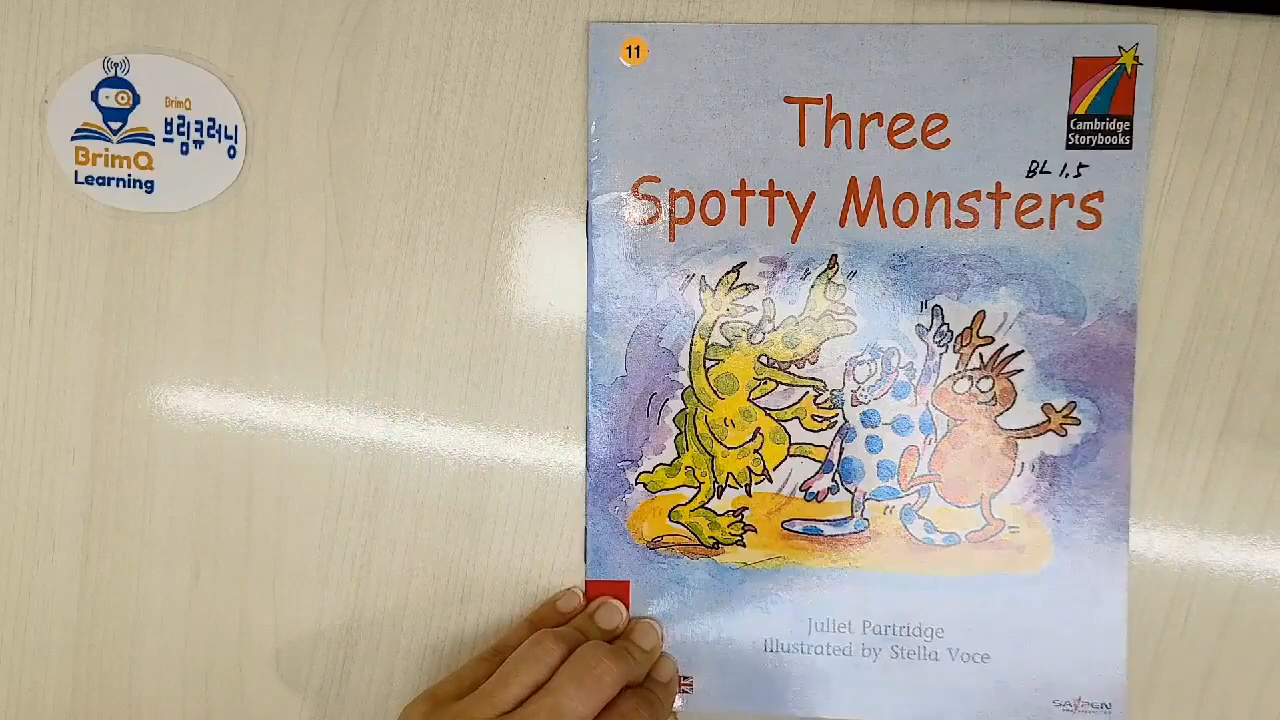 BrimQ
브림큐러닝
BrimQ
Learning
11
Three
Spotty Monsters
Cambridge
Storybooks
BL 1.5
Juliet Partridge
Illustrated by Stella Voce
SAYPEN